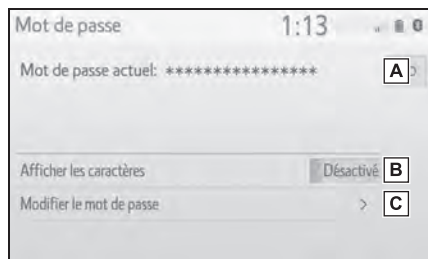 Mot de passe 1:13
Mot de passe actuel: **************** A
Afficher les caractères Désactivé B
Modifier le mot de passe > C